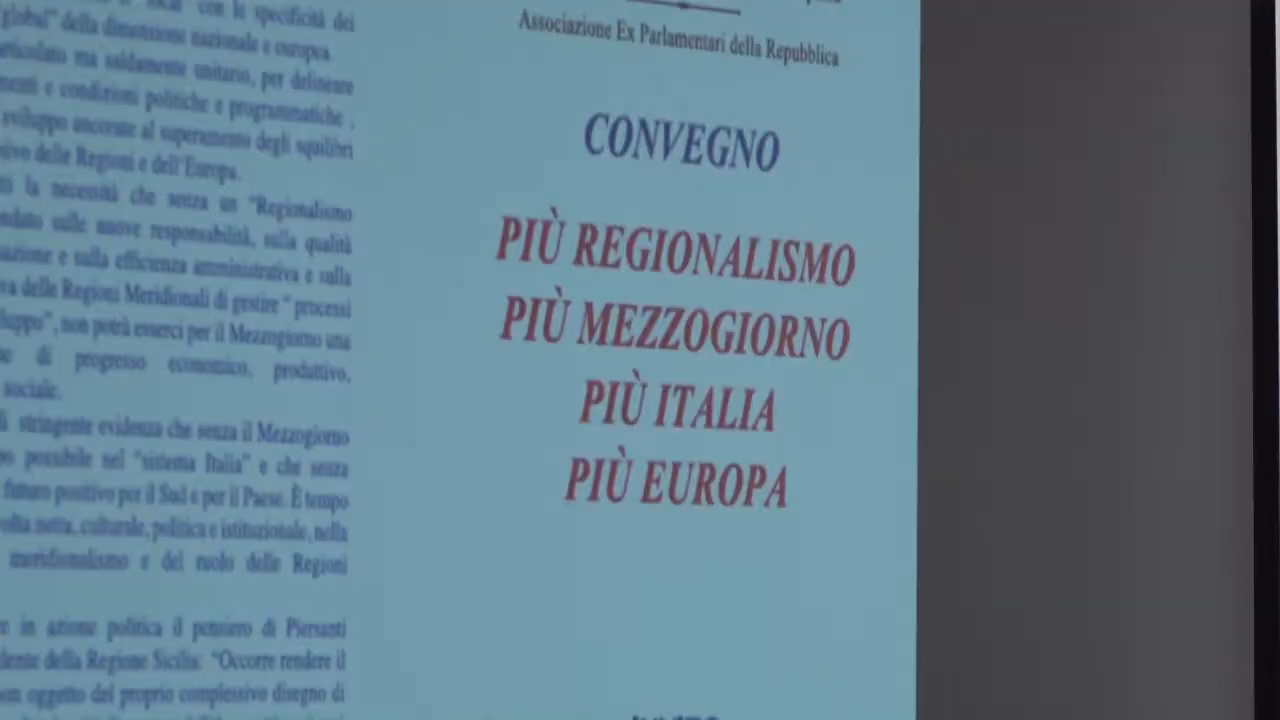 con le specificità dei
global" della dimensione nazionale e europea.
articolato ma saldamente unitario, per delineare
e condizioni politiche e programmatiche ,
sviluppo ancorate al superamento degli squilibri
delle Regioni e dell'Europa.
la necessità che senza un "Regionalismo
sulle nuove responsabilità, sulla qualità
e sulla efficienza amministrativa e sulla
delle Regioni Meridionali di gestire " processi
non potrà esserci per il Mezzogiorno una
di progresso economico, produttivo,
sociale.
stringente evidenza che senza il Mezzogiorno
possibile nel "sistema Italia" e che senza
futuro positivo per il Sud e per il Paese. È tempo
netta, culturale, politica e istituzionale, nella
meridionalismo e del ruolo delle Regioni
in azione politica il pensiero di Piersanti
della Regione Sicilia: "Occorre rendere il
oggetto del proprio complessivo disegno di
Associazione Ex Parlamentari della Repubblica
CONVEGNO
PIÙ REGIONALISMO
PIÙ MEZZOGIORNO
PIÙ ITALIA
PIÙ EUROPA